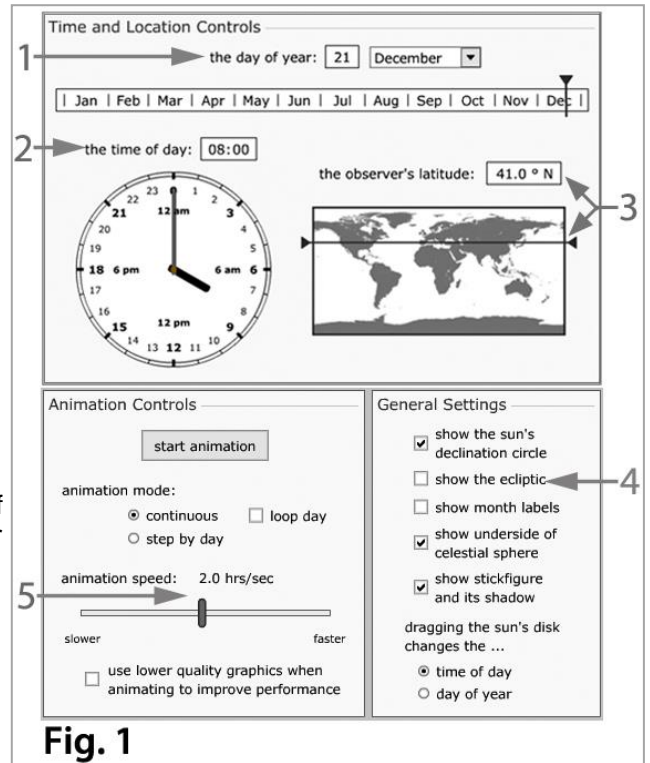 Time and Location Controls
1 the day of year: 21 December
| Jan | Feb | Mar | Apr | May | Jun | Jul | Aug | Sep | Oct | Nov | Dec |
2 the time of day: 08:00
the observer's latitude: 41.0 ° N
3
23 0 1
22 2
21 12 am 3
20 4
19 5
18 6 pm 6 am 6
17 7
16 8
15 12 pm 9
14 13 12 11 10
Animation Controls
start animation
animation mode:
continuous loop day
step by day
5 animation speed: 2.0 hrs/sec
slower faster
use lower quality graphics when
animating to improve performance
General Settings
show the sun's
declination circle
show the ecliptic 4
show month labels
show underside of
celestial sphere
show stickfigure
and its shadow
dragging the sun's disk
changes the ...
time of day
day of year
Fig. 1